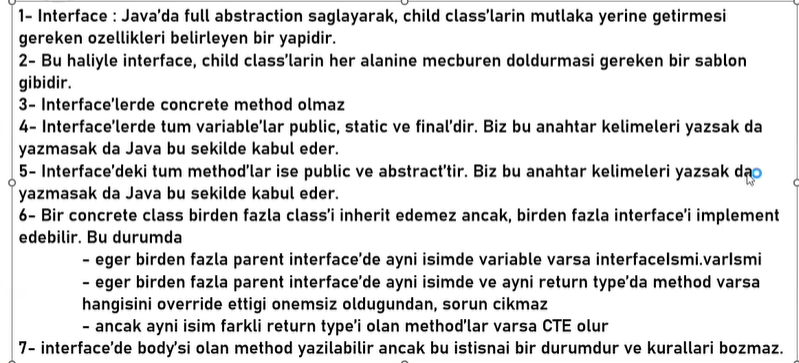 1- Interface : Java'da full abstraction saglayarak, child class'larin mutlaka yerine getirmesi
gereken ozellikleri belirleyen bir yapidir.
2- Bu haliyle interface, child class'larin her alanine mecburen doldurmasi gereken bir sablon
gibidir.
3- Interface'lerde concrete method olmaz
4- Interface'lerde tum variable'lar public, static ve final'dir. Biz bu anahtar kelimeleri yazsak da
yazmasak da Java bu sekilde kabul eder.
5- Interface'deki tum method'lar ise public ve abstract'tir. Biz bu anahtar kelimeleri yazsak da
yazmasak da Java bu sekilde kabul eder.
6- Bir concrete class birden fazla class'i inherit edemez ancak, birden fazla interface'i implement
edebilir. Bu durumda
- eger birden fazla parent interface'de ayni isimde variable varsa interfaceIsmi.varIsmi
- eger birden fazla parent interface'de ayni isimde ve ayni return type'da method varsa
hangisini override ettigi onemsiz oldugundan, sorun cikmaz
- ancak ayni isim farkli return type'i olan method'lar varsa CTE olur
7- interface'de body'si olan method yazilabilir ancak bu istisnai bir durumdur ve kurallari bozmaz.